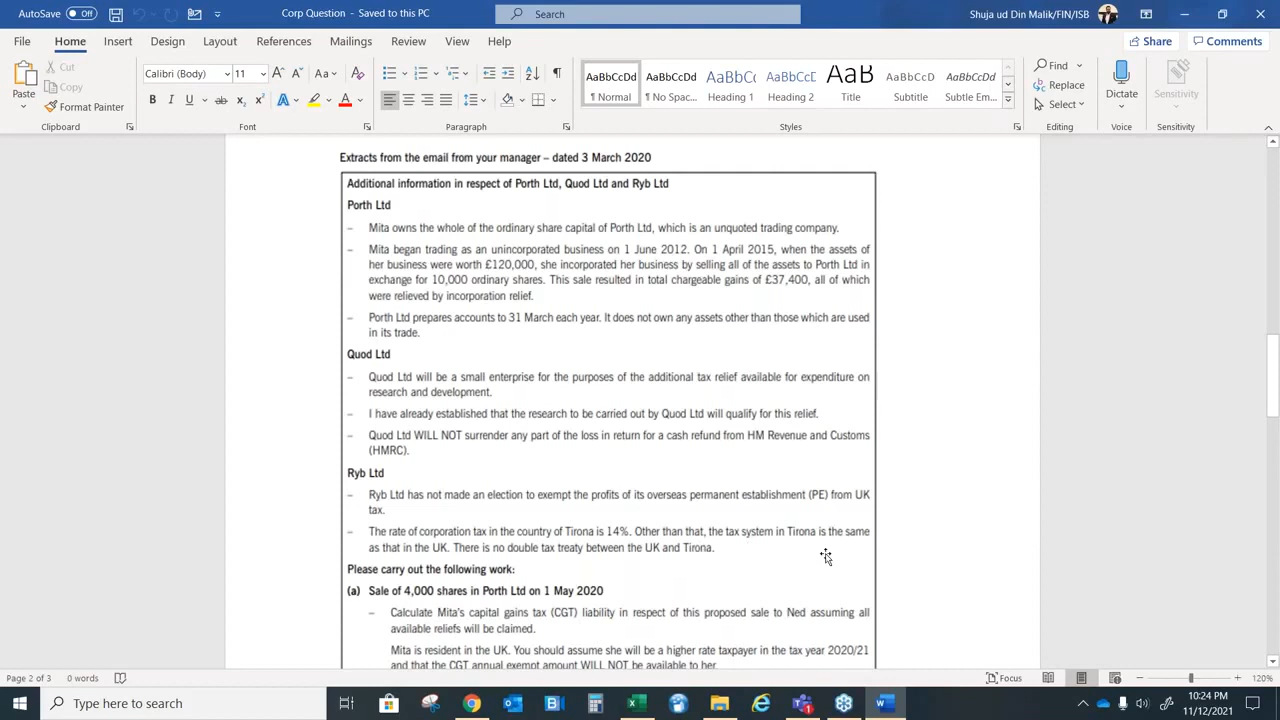 AutoSave Off Corp Question - Saved to this PC Search Shuja ud Din Malik/FIN/ISB
File Home Insert Draw Design Layout References Mailings Review View Help Share Comments
Paste Cut Copy Format Painter
Calibri (Body) 11
AaBbCcDd AaBbCcDd AaBbCc AaBbCcE AaB AaBbCcD AaBbCcDd
¶ Normal ¶ No Spac... Heading 1 Heading 2 Title Subtitle Subtle Em...
Find Replace Select Dictate Sensitivity
Clipboard Font Paragraph Styles Editing Voice Sensitivity
Extracts from the email from your manager – dated 3 March 2020
Additional information in respect of Porth Ltd, Quod Ltd and Ryb Ltd
Porth Ltd
– Mita owns the whole of the ordinary share capital of Porth Ltd, which is an unquoted trading company.
– Mita began trading as an unincorporated business on 1 June 2012. On 1 April 2015, when the assets of
her business were worth £120,000, she incorporated her business by selling all of the assets to Porth Ltd in
exchange for 10,000 ordinary shares. This sale resulted in total chargeable gains of £37,400, all of which
were relieved by incorporation relief.
– Porth Ltd prepares accounts to 31 March each year. It does not own any assets other than those which are used
in its trade.
Quod Ltd
– Quod Ltd will be a small enterprise for the purposes of the additional tax relief available for expenditure on
research and development.
– I have already established that the research to be carried out by Quod Ltd will qualify for this relief.
– Quod Ltd WILL NOT surrender any part of the loss in return for a cash refund from HM Revenue and Customs
(HMRC).
Ryb Ltd
– Ryb Ltd has not made an election to exempt the profits of its overseas permanent establishment (PE) from UK
tax.
– The rate of corporation tax in the country of Tirona is 14%. Other than that, the tax system in Tirona is the same
as that in the UK. There is no double tax treaty between the UK and Tirona.
Please carry out the following work:
(a) Sale of 4,000 shares in Porth Ltd on 1 May 2020
– Calculate Mita's capital gains tax (CGT) liability in respect of this proposed sale to Ned assuming all
available reliefs will be claimed.
Mita is resident in the UK. You should assume she will be a higher rate taxpayer in the tax year 2020/21
and that the CGT annual exempt amount WILL NOT be available to her.
Page 2 of 3 0 words Focus 120%
Type here to search 10:24 PM
11/12/2021